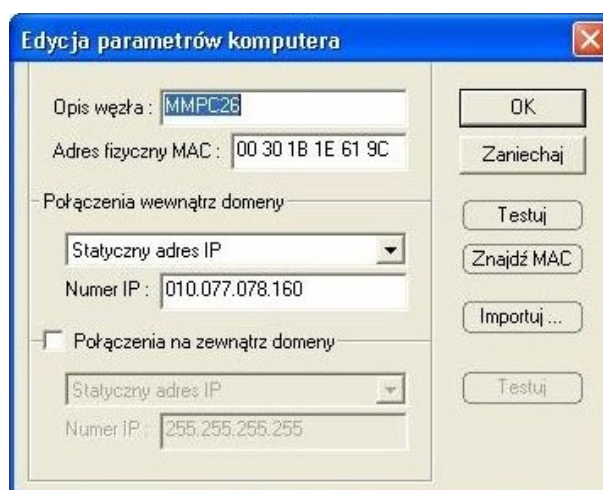 Edycja parametrów komputera
Opis węzła : MMPC26
OK
Adres fizyczny MAC : 00 30 1B 1E 61 9C
Zaniechaj
Połączenia wewnątrz domeny
Testuj
Statyczny adres IP
Znajdź MAC
Numer IP : 010.077.078.160
Importuj ...
Połączenia na zewnątrz domeny
Statyczny adres IP
Testuj
Numer IP : 255.255.255.255